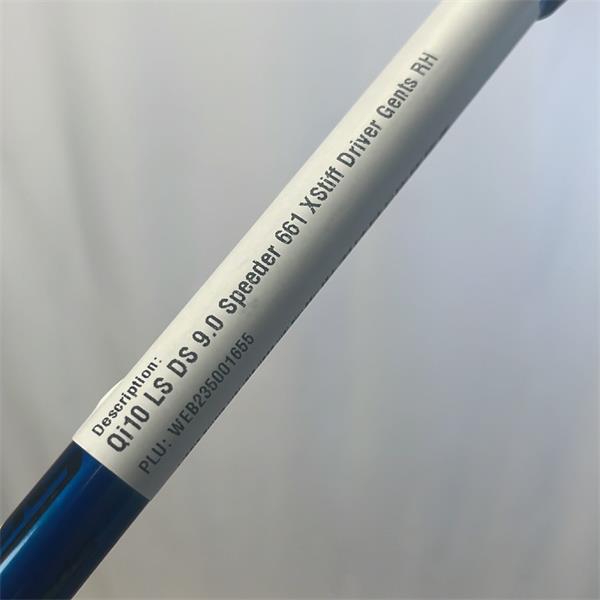 Description:
Qi10 LS DS 9.0 Speeder 661 XStiff Driver Gents RH
PLU: WEB235001655